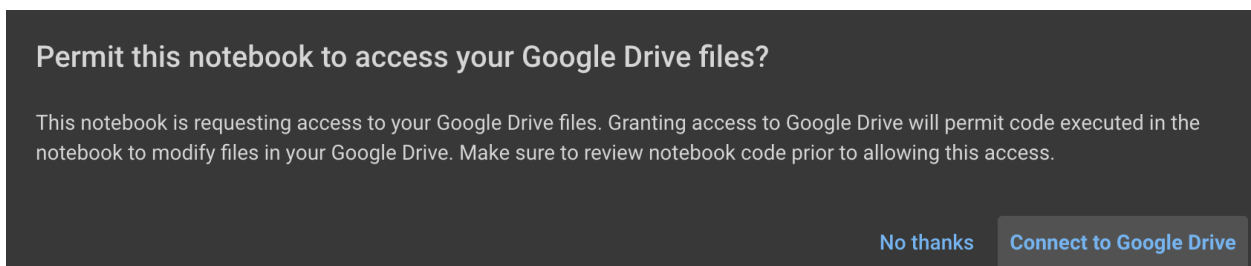 Permit this notebook to access your Google Drive files?
This notebook is requesting access to your Google Drive files. Granting access to Google Drive will permit code executed in the
notebook to modify files in your Google Drive. Make sure to review notebook code prior to allowing this access.
No thanks Connect to Google Drive